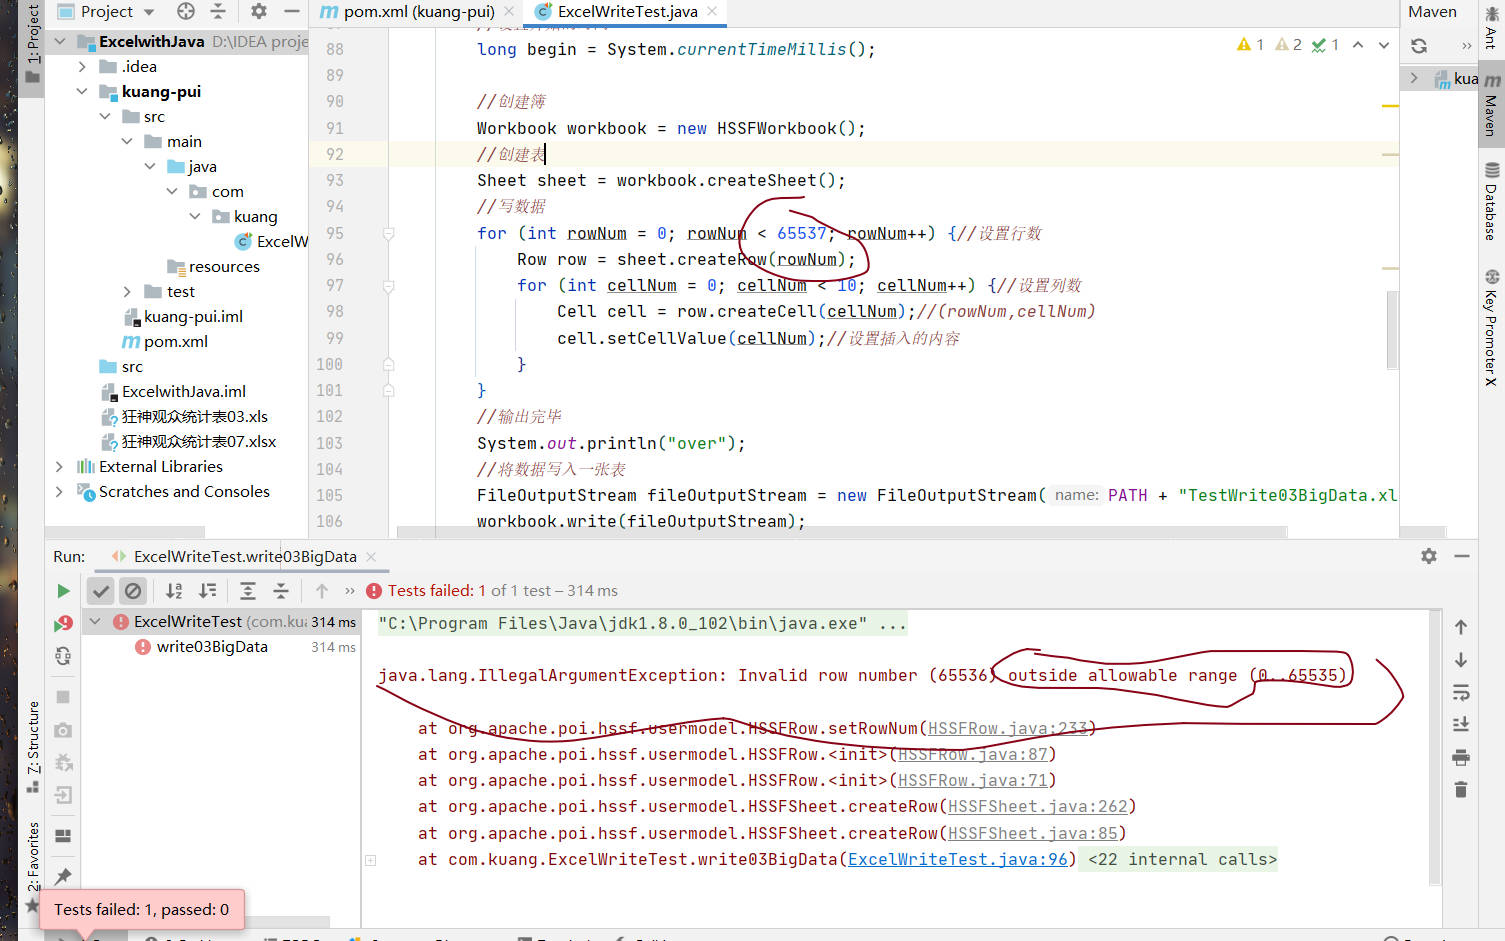 Project
pom.xml (kuang-pui)
ExcelWriteTest.java
Maven
1: Project
ExcelwithJava D:\IDEA proje
.idea
kuang-pui
src
main
java
com
kuang
ExcelW
resources
test
kuang-pui.iml
pom.xml
src
ExcelwithJava.iml
狂神观众统计表03.xls
狂神观众统计表07.xlsx
External Libraries
Scratches and Consoles
88 long begin = System.currentTimeMillis();
1 2 1
89
90 //创建簿
91 Workbook workbook = new HSSFWorkbook();
92 //创建表
93 Sheet sheet = workbook.createSheet();
94 //写数据
95 for (int rowNum = 0; rowNum < 65537; rowNum++) {//设置行数
96 Row row = sheet.createRow(rowNum);
97 for (int cellNum = 0; cellNum < 10; cellNum++) {//设置列数
98 Cell cell = row.createCell(cellNum);//(rowNum,cellNum)
99 cell.setCellValue(cellNum);//设置插入的内容
100 }
101 }
102 //输出完毕
103 System.out.println("over");
104 //将数据写入一张表
105 FileOutputStream fileOutputStream = new FileOutputStream( name: PATH + "TestWrite03BigData.xl
106 workbook.write(fileOutputStream);
kua
Ant
Maven
Database
Key Promoter X
Run: ExcelWriteTest.write03BigData
Tests failed: 1 of 1 test – 314 ms
ExcelWriteTest (com.kua 314 ms
write03BigData 314 ms
"C:\Program Files\Java\jdk1.8.0_102\bin\java.exe" ...
java.lang.IllegalArgumentException: Invalid row number (65536) outside allowable range (0..65535)
at org.apache.poi.hssf.usermodel.HSSFRow.setRowNum(HSSFRow.java:233)
at org.apache.poi.hssf.usermodel.HSSFRow.<init>(HSSFRow.java:87)
at org.apache.poi.hssf.usermodel.HSSFRow.<init>(HSSFRow.java:71)
at org.apache.poi.hssf.usermodel.HSSFSheet.createRow(HSSFSheet.java:262)
at org.apache.poi.hssf.usermodel.HSSFSheet.createRow(HSSFSheet.java:85)
at com.kuang.ExcelWriteTest.write03BigData(ExcelWriteTest.java:96) <22 internal calls>
7: Structure
2: Favorites
Tests failed: 1, passed: 0